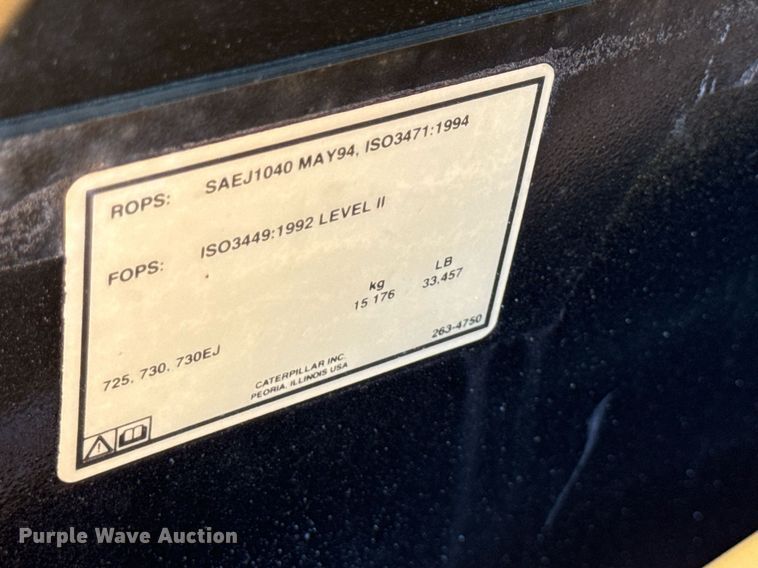 ROPS: SAEJ1040 MAY94, ISO3471:1994
FOPS: ISO3449:1992 LEVEL II
kg LB
15 176 33.457
725. 730. 730EJ
CATERPILLAR INC.
PEORIA, ILLINOIS USA
263-4750
Purple Wave Auction